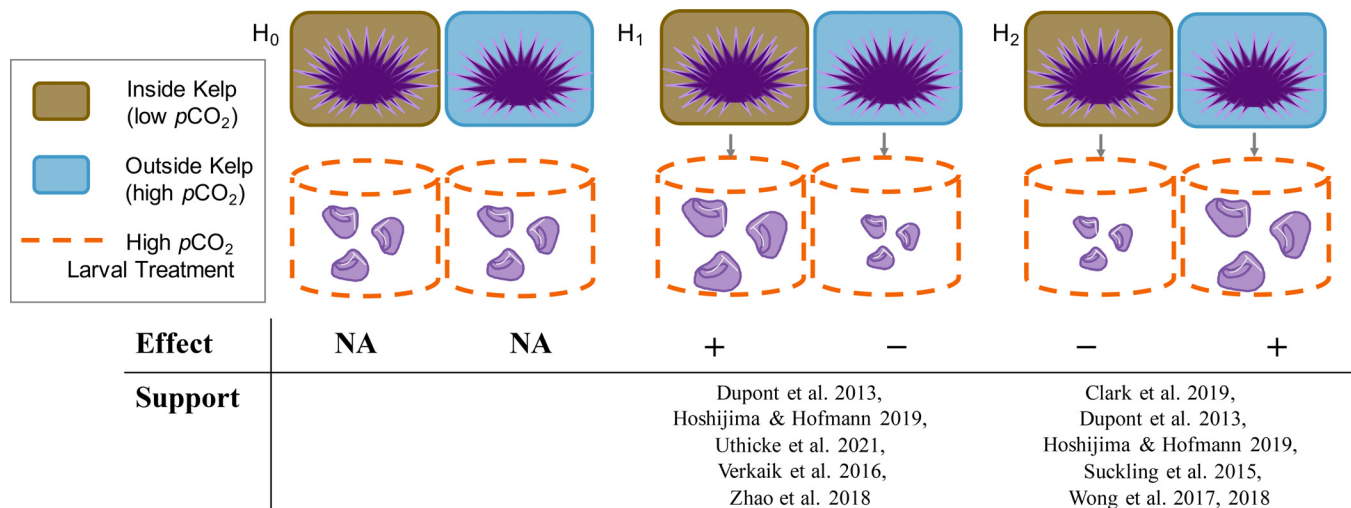 H0
H1
H2
Inside Kelp
(low pCO2)
Outside Kelp
(high pCO2)
High pCO2
Larval Treatment
Effect NA NA + − − +
Support
Dupont et al. 2013,
Hoshijima & Hofmann 2019,
Uthicke et al. 2021,
Verkaik et al. 2016,
Zhao et al. 2018
Clark et al. 2019,
Dupont et al. 2013,
Hoshijima & Hofmann 2019,
Suckling et al. 2015,
Wong et al. 2017, 2018